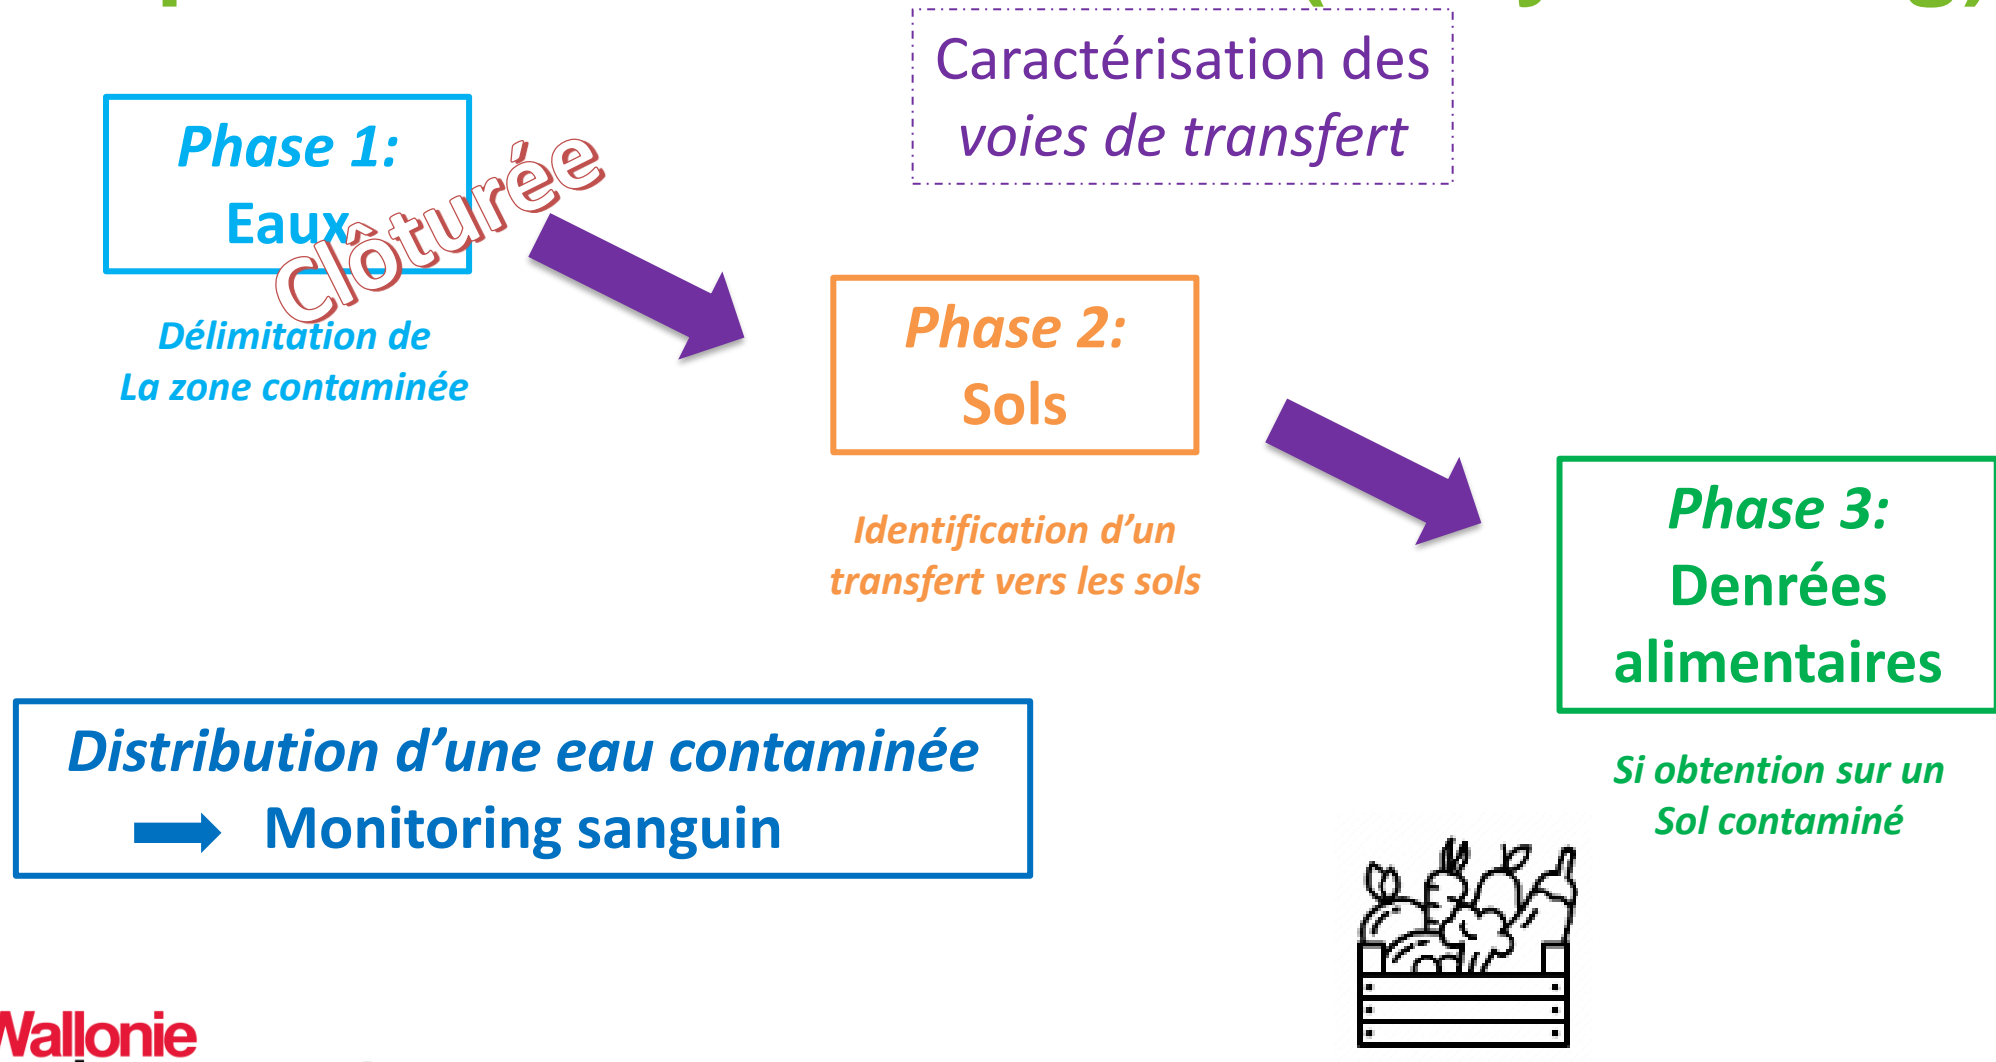 Caractérisation des
voies de transfert
Phase 1:
Eaux
Clôturée
Délimitation de
La zone contaminée
Phase 2:
Sols
Identification d’un
transfert vers les sols
Phase 3:
Denrées
alimentaires
Si obtention sur un
Sol contaminé
Distribution d’une eau contaminée
Monitoring sanguin
Wallonie